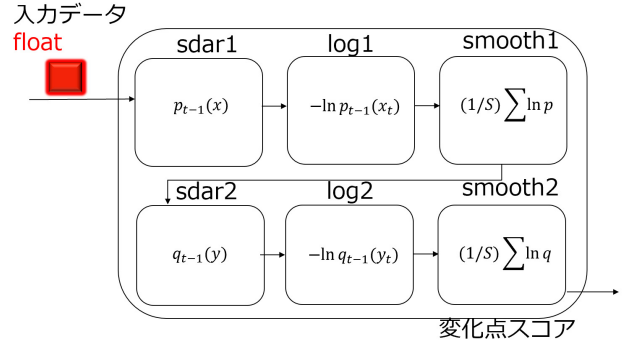 入力データ
float
sdar1 log1 smooth1
p_{t−1}(x) −ln p_{t−1}(x_t) (1/S) ∑ ln p
sdar2 log2 smooth2
q_{t−1}(y) −ln q_{t−1}(y_t) (1/S) ∑ ln q
変化点スコア